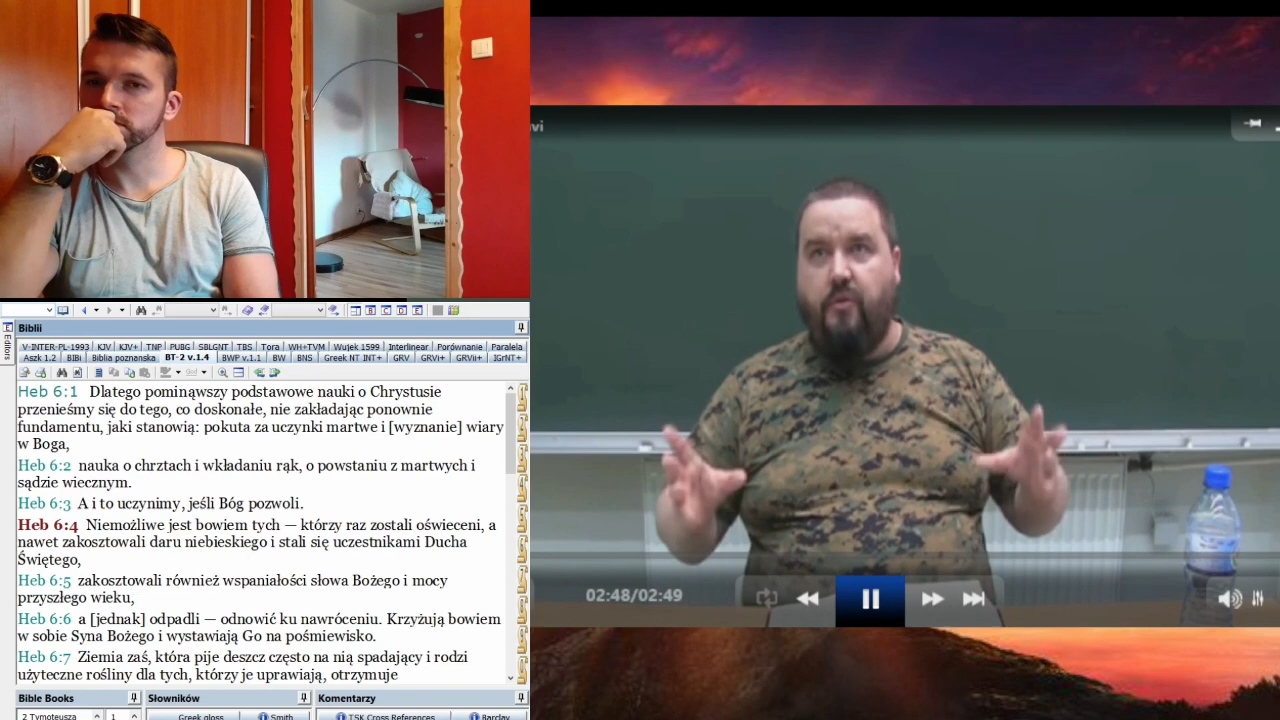 vi
02:48/02:49
Editors
Biblii
V-INTER-PL-1993 KJV KJV+ TNP PUBG SBLGNT TBS Tora WH+TVM Wujek 1599 Interlinear Porównanie Paralela
Aszk 1.2 BIBi Biblia poznanska BT-2 v.1.4 BWP v.1.1 BW BNS Greek NT INT+ GRV GRVi+ GRVii+ IGrNT+
Heb 6:1 Dlatego pominąwszy podstawowe nauki o Chrystusie
przenieśmy się do tego, co doskonałe, nie zakładając ponownie
fundamentu, jaki stanowią: pokuta za uczynki martwe i [wyznanie] wiary
w Boga,
Heb 6:2 nauka o chrztach i wkładaniu rąk, o powstaniu z martwych i
sądzie wiecznym.
Heb 6:3 A i to uczynimy, jeśli Bóg pozwoli.
Heb 6:4 Niemożliwe jest bowiem tych — którzy raz zostali oświeceni, a
nawet zakosztowali daru niebieskiego i stali się uczestnikami Ducha
Świętego,
Heb 6:5 zakosztowali również wspaniałości słowa Bożego i mocy
przyszłego wieku,
Heb 6:6 a [jednak] odpadli — odnowić ku nawróceniu. Krzyżują bowiem
w sobie Syna Bożego i wystawiają Go na pośmiewisko.
Heb 6:7 Ziemia zaś, która pije deszcz często na nią spadający i rodzi
użyteczne rośliny dla tych, którzy je uprawiają, otrzymuje
Bible Books Słowników Komentarzy
2 Tymoteusza 1 Greek gloss Smith TSK Cross References Barclay